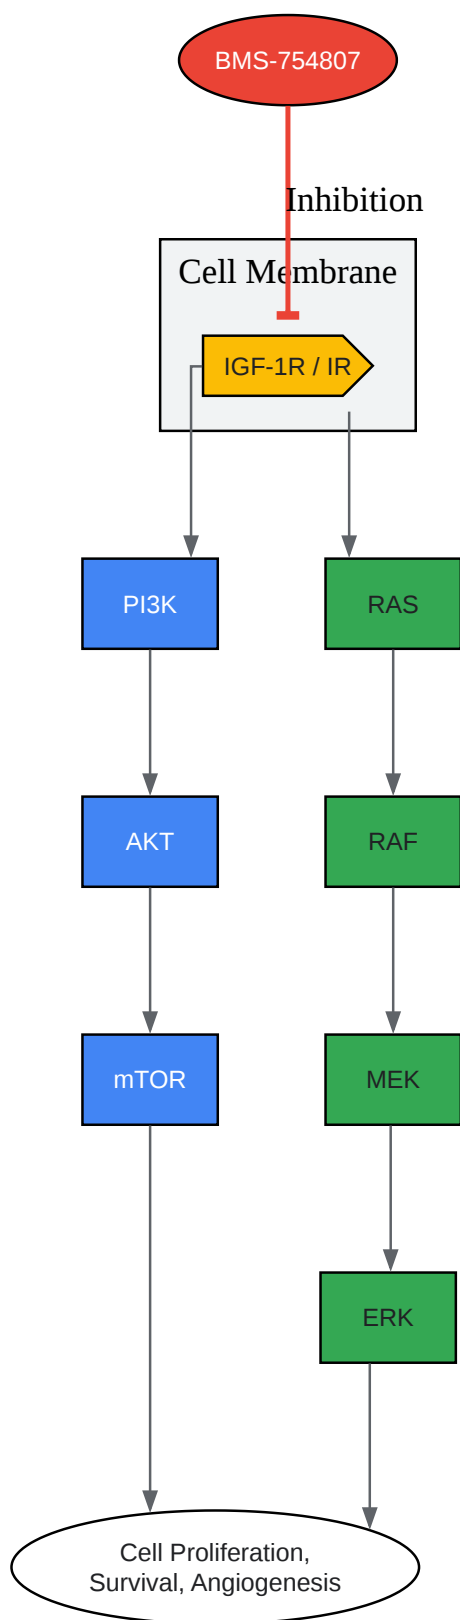 BMS-754807
Inhibition
Cell Membrane
IGF-1R / IR
PI3K
RAS
AKT
RAF
mTOR
MEK
ERK
Cell Proliferation,
Survival, Angiogenesis